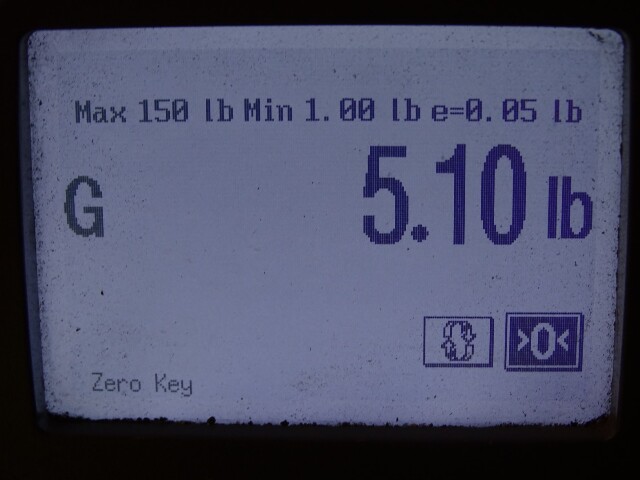 Max 150 lb Min 1.00 lb e=0.05 lb
G 5.10 lb
>0<
Zero Key